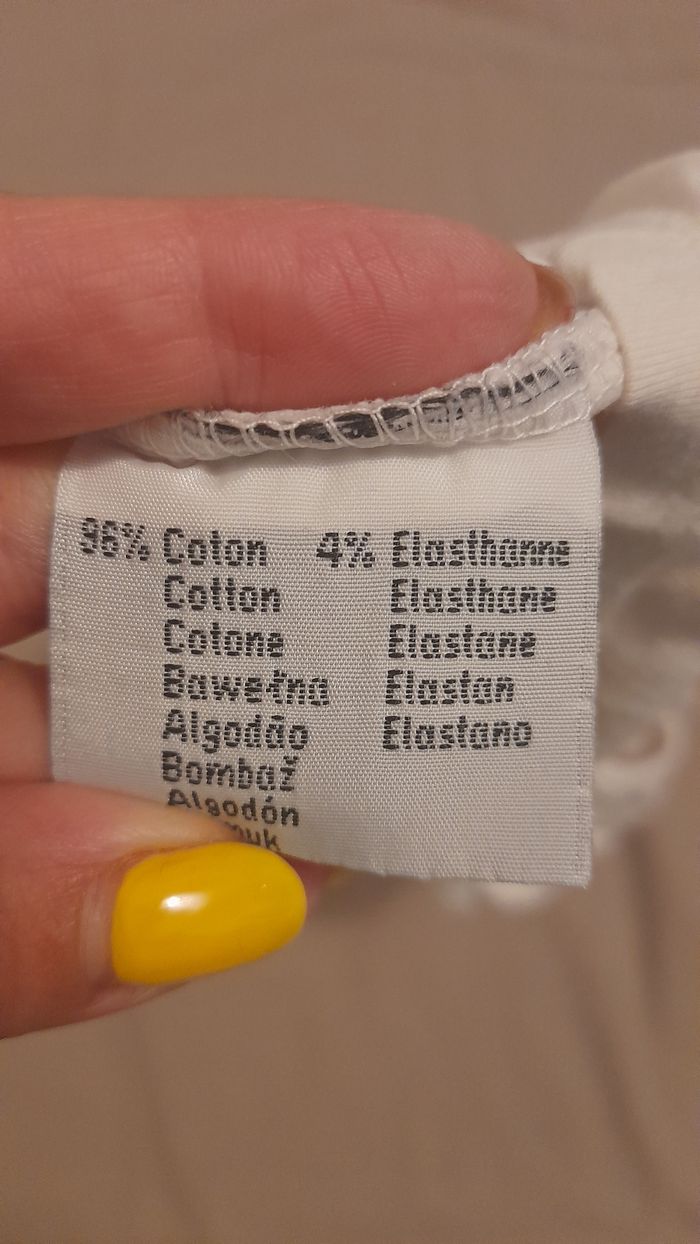 96% Coton 4% Elasthanne
Cotton Elasthane
Cotone Elastane
Bawełna Elastan
Algodão Elastano
Bombaž
Algodón